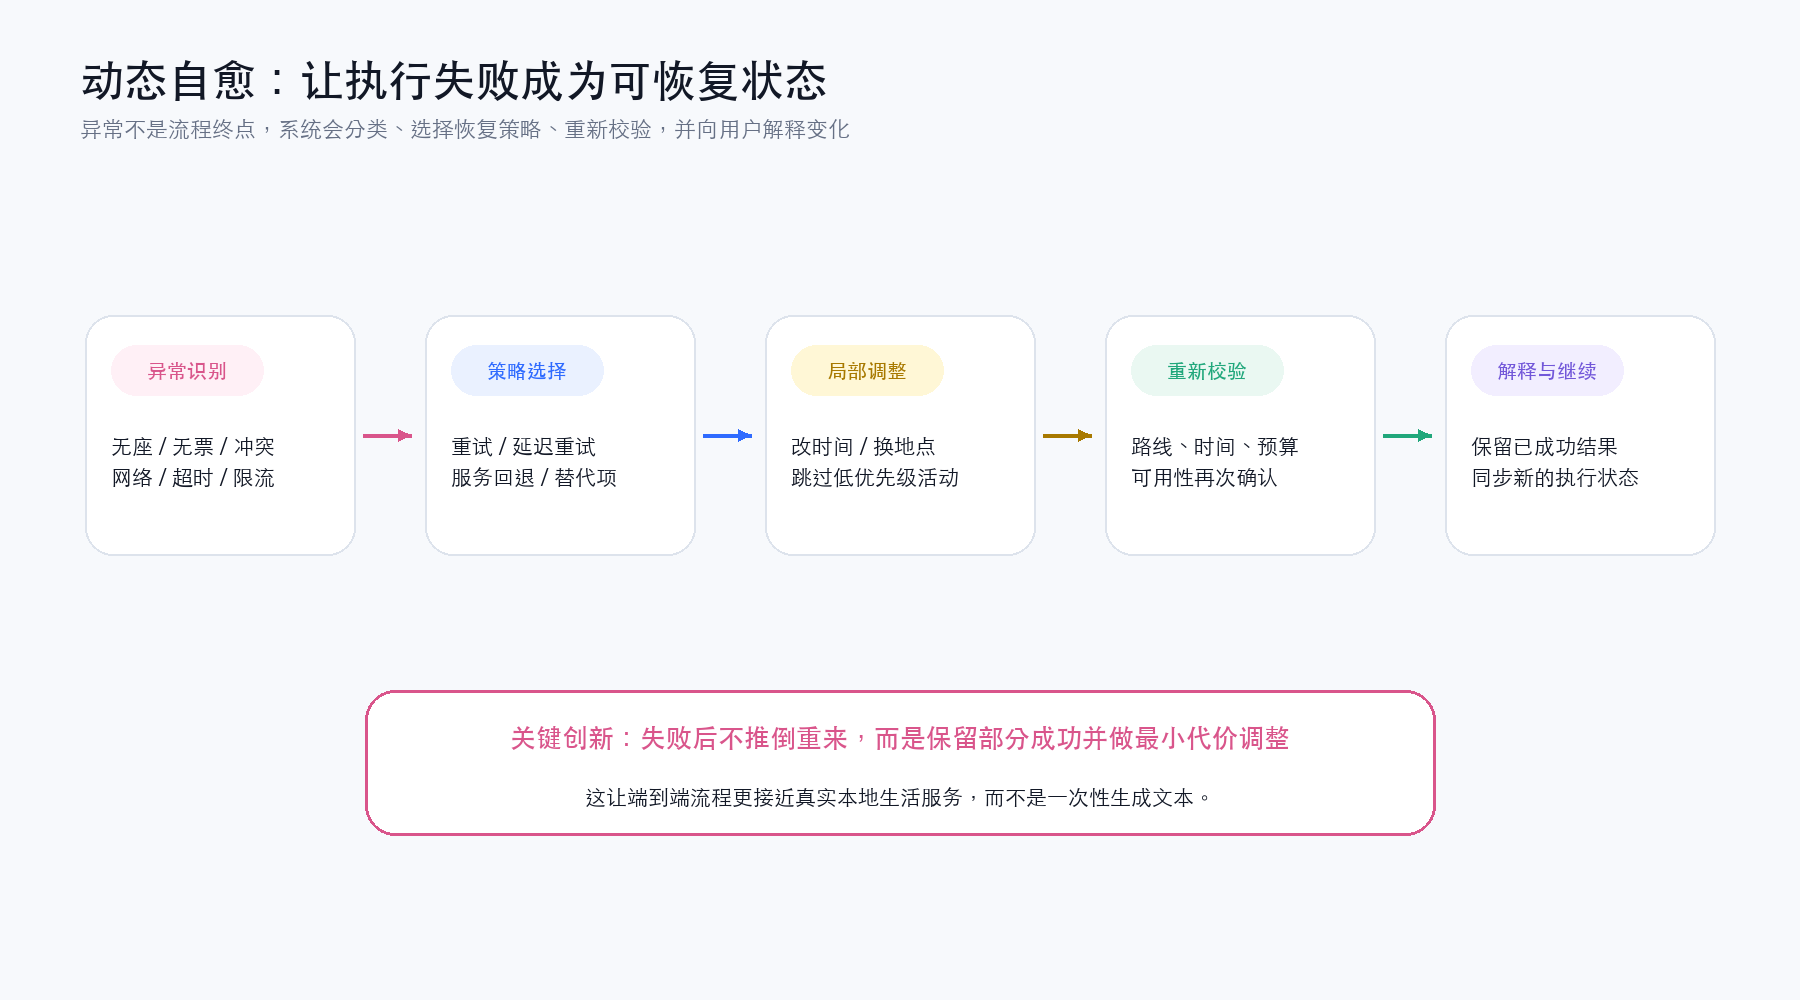 动态自愈：让执行失败成为可恢复状态
异常不是流程终点，系统会分类、选择恢复策略、重新校验，并向用户解释变化
异常识别
无座 / 无票 / 冲突
网络 / 超时 / 限流
策略选择
重试 / 延迟重试
服务回退 / 替代项
局部调整
改时间 / 换地点
跳过低优先级活动
重新校验
路线、时间、预算
可用性再次确认
解释与继续
保留已成功结果
同步新的执行状态
关键创新：失败后不推倒重来，而是保留部分成功并做最小代价调整
这让端到端流程更接近真实本地生活服务，而不是一次性生成文本。